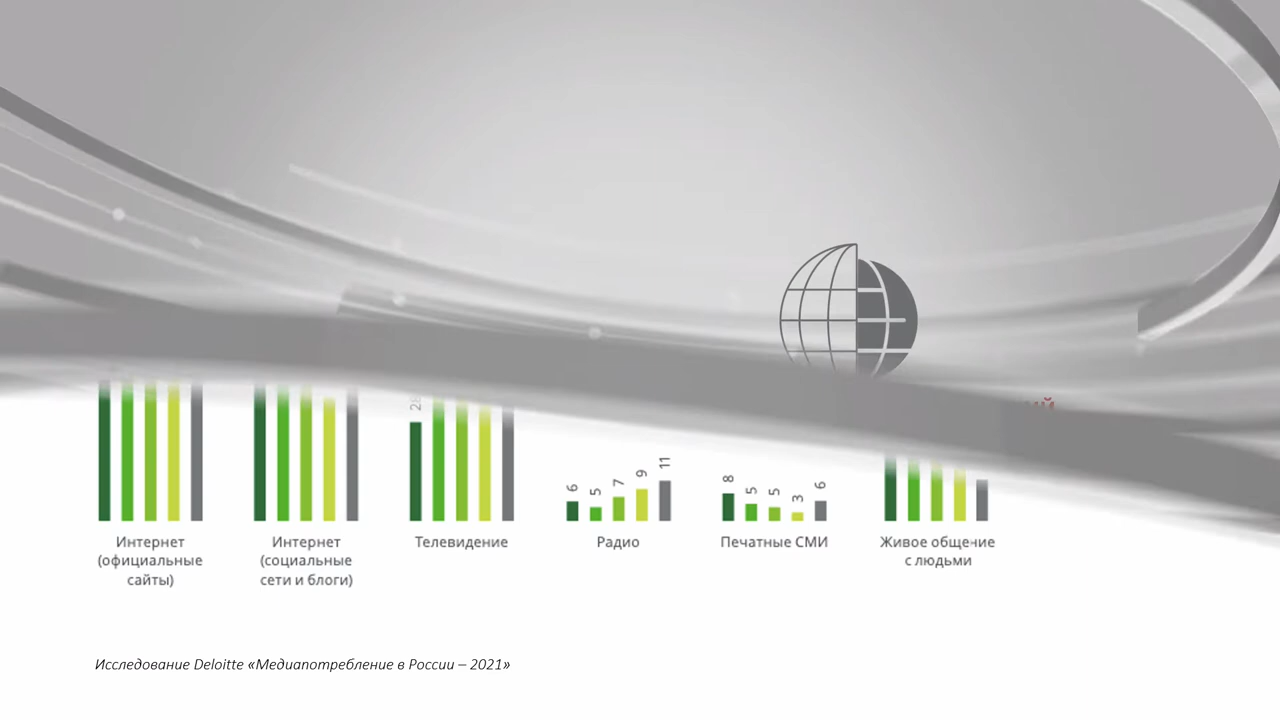 28
6 5 7 9 11
8 5 5 3 6
Интернет
(официальные
сайты)
Интернет
(социальные
сети и блоги)
Телевидение
Радио
Печатные СМИ
Живое общение
с людьми
Исследование Deloitte «Медиапотребление в России – 2021»